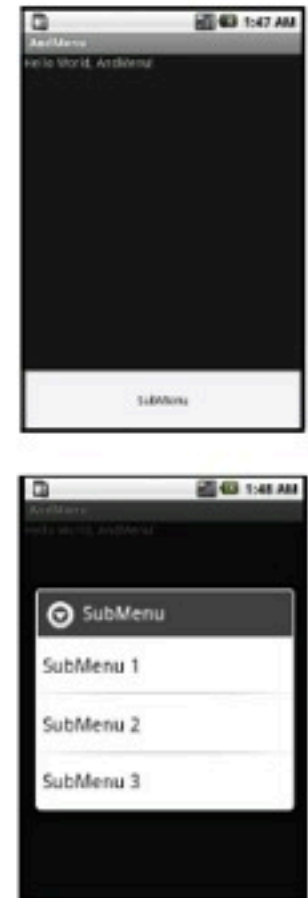 1:47 AM
AndMenu
Hello World, AndMenu!
SubMenu
1:48 AM
AndMenu
Hello World, AndMenu!
SubMenu
SubMenu 1
SubMenu 2
SubMenu 3